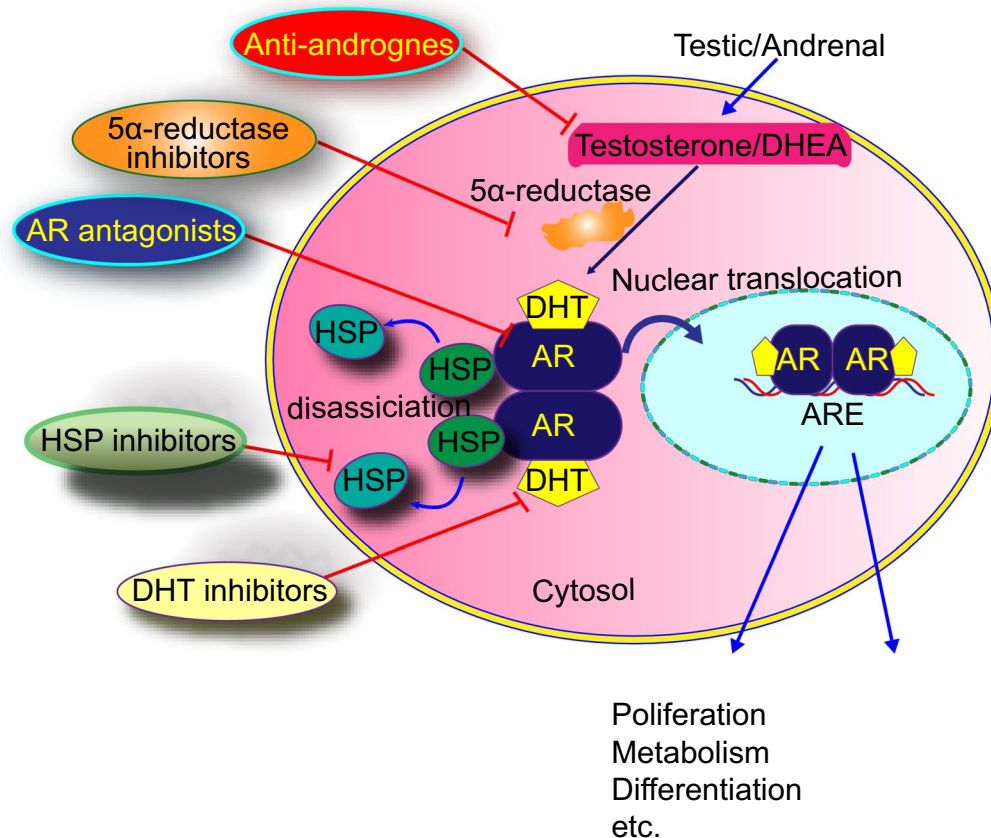 Anti-andrognes
Testic/Andrenal
5α-reductase
inhibitors
Testosterone/DHEA
5α-reductase
AR antagonists
Nuclear translocation
DHT
HSP
HSP
AR
AR
AR
disassiciation
ARE
HSP
AR
HSP inhibitors
HSP
DHT
DHT inhibitors
Cytosol
Poliferation
Metabolism
Differentiation
etc.